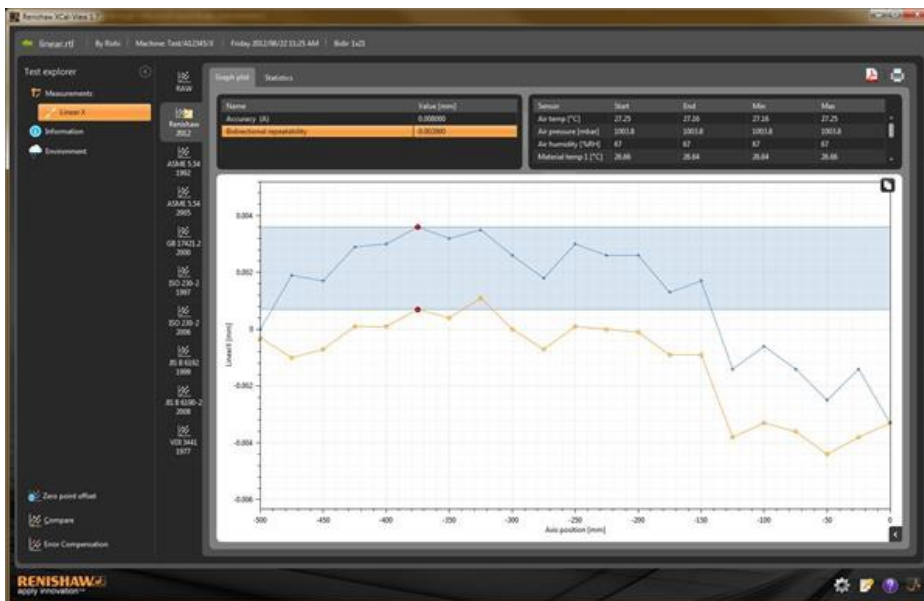 Renishaw XCal-View 1.7
linear.rtl By Rishi Machine: Test/A12345/X Friday 2012/06/22 11:25 AM Bidir 1x21
Test explorer
Measurements
Linear X
Information
Environment
Zero point offset
Compare
Error Compensation
RAW
Renishaw
2012
ASME 5.54
1992
ASME 5.54
2005
GB 17421.2
2000
ISO 230-2
1997
ISO 230-2
2006
JIS B 6192
1999
JIS B 6190-2
2008
VDI 3441
1977
Graph plot Statistics
Name Value [mm]
Accuracy (A) 0.008000
Bidirectional repeatability
Sensor Start End Min Max
Air temp [°C] 27.25 27.16 27.16 27.25
Air pressure [mbar] 1003.8 1003.8 1003.8 1003.8
Air humidity [%RH] 67 67 67 67
Material temp 1 [°C] 26.66 26.64 26.64 26.66
Linear X [mm]
0.004
0.002
0
-0.002
-0.004
-0.006
-500 -450 -400 -350 -300 -250 -200 -150 -100 -50 0
Axis position [mm]
RENISHAW
apply innovation™